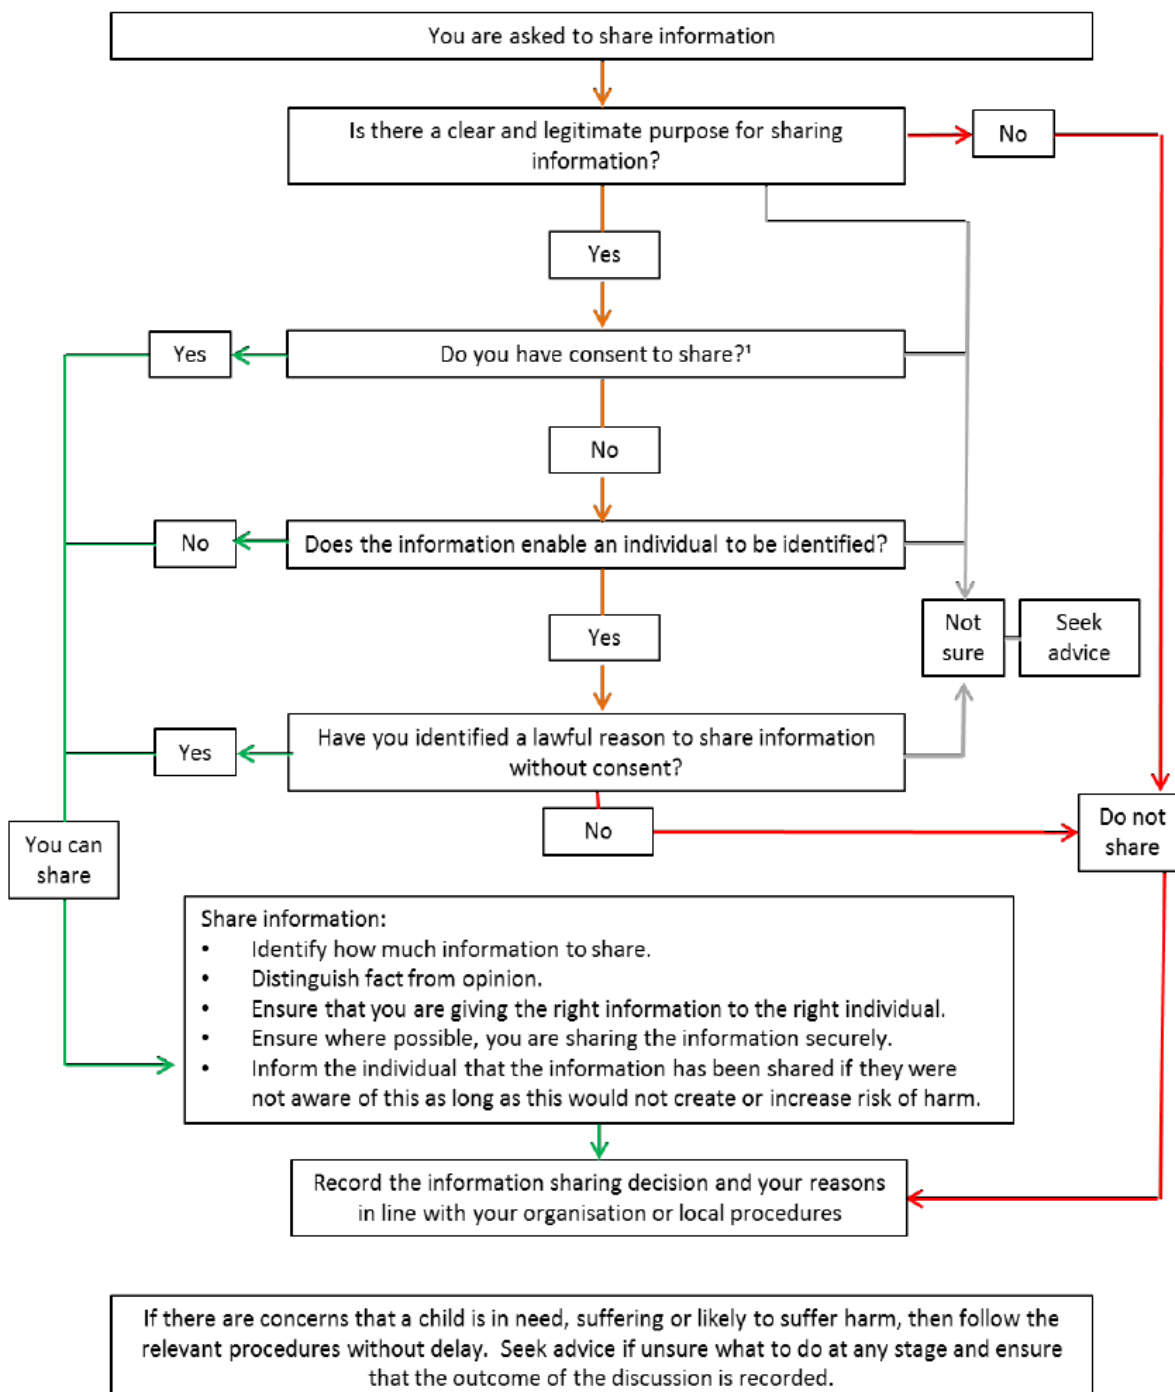 You are asked to share information
Is there a clear and legitimate purpose for sharing
information?
No
Yes
Yes
Do you have consent to share?¹
No
No
Does the information enable an individual to be identified?
Yes
Not
sure
Seek
advice
Yes
Have you identified a lawful reason to share information
without consent?
No
Do not
share
You can
share
Share information:
• Identify how much information to share.
• Distinguish fact from opinion.
• Ensure that you are giving the right information to the right individual.
• Ensure where possible, you are sharing the information securely.
• Inform the individual that the information has been shared if they were
not aware of this as long as this would not create or increase risk of harm.
Record the information sharing decision and your reasons
in line with your organisation or local procedures
If there are concerns that a child is in need, suffering or likely to suffer harm, then follow the
relevant procedures without delay. Seek advice if unsure what to do at any stage and ensure
that the outcome of the discussion is recorded.